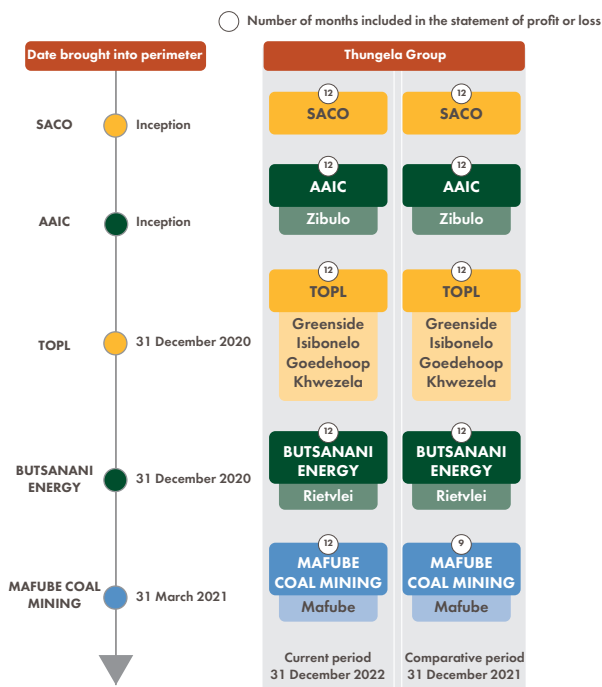 Number of months included in the statement of profit or loss
Date brought into perimeter
Thungela Group
SACO
Inception
12
SACO
12
SACO
AAIC
Inception
12
AAIC
Zibulo
12
AAIC
Zibulo
TOPL
31 December 2020
12
TOPL
Greenside
Isibonelo
Goedehoop
Khwezela
12
TOPL
Greenside
Isibonelo
Goedehoop
Khwezela
BUTSANANI
ENERGY
31 December 2020
12
BUTSANANI
ENERGY
Rietvlei
12
BUTSANANI
ENERGY
Rietvlei
MAFUBE COAL
MINING
31 March 2021
12
MAFUBE
COAL MINING
Mafube
9
MAFUBE
COAL MINING
Mafube
Current period
31 December 2022
Comparative period
31 December 2021